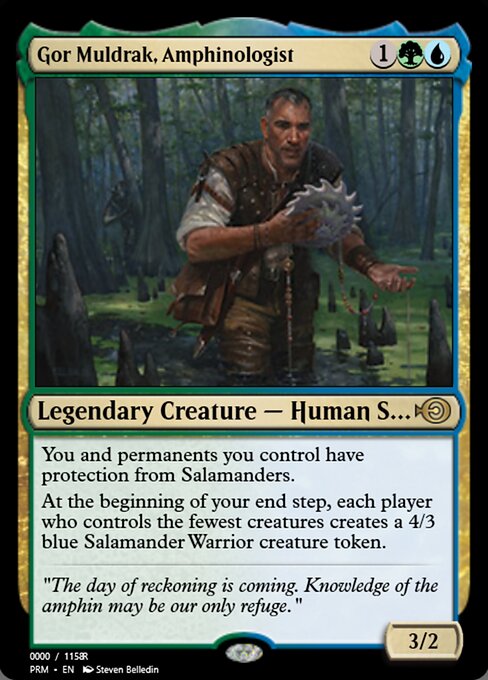 Gor Muldrak, Amphinologist 1
Legendary Creature — Human S...
You and permanents you control have
protection from Salamanders.
At the beginning of your end step, each player
who controls the fewest creatures creates a 4/3
blue Salamander Warrior creature token.
"The day of reckoning is coming. Knowledge of the
amphin may be our only refuge."
3/2
0000 / 1158R
PRM • EN Steven Belledin